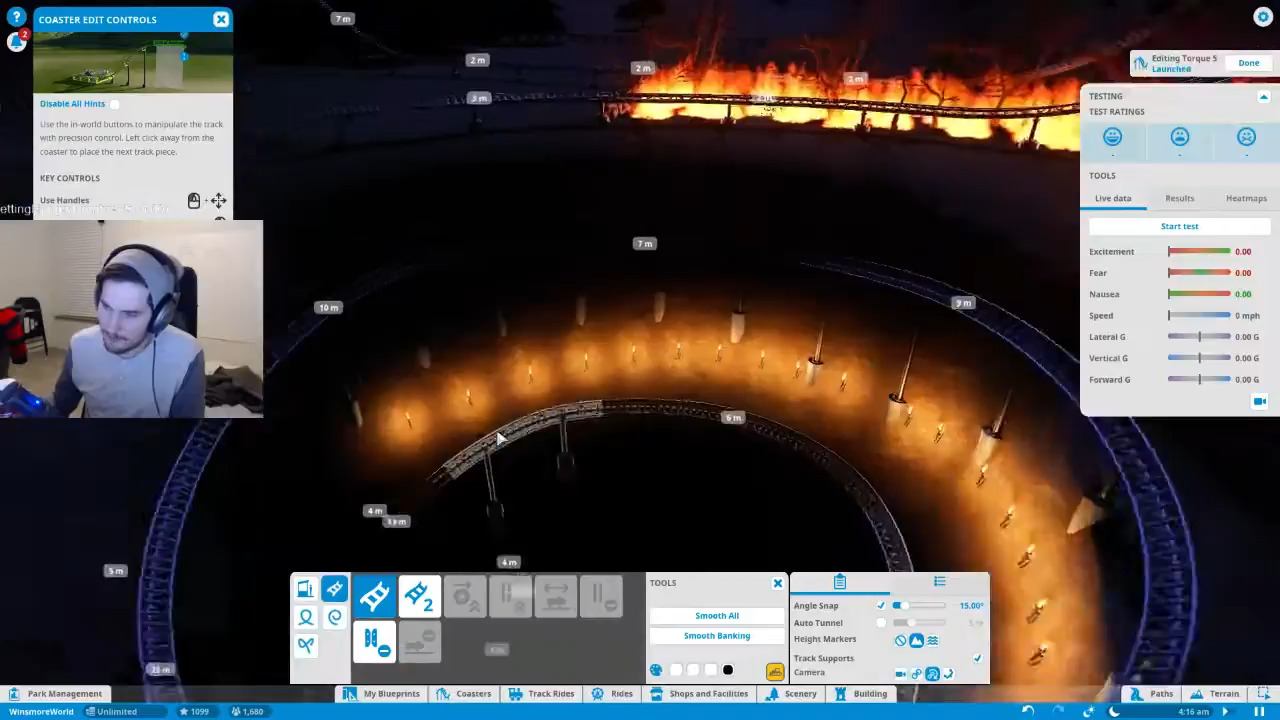 COASTER EDIT CONTROLS
2
Disable All Hints
Use the in-world buttons to manipulate the track
with precision control. Left click away from the
coaster to place the next track piece.
KEY CONTROLS
Use Handles
7 m
2 m
3 m
2 m
7 m
10 m
9 m
6 m
4 m
4 m
5 m
Editing Torque 5
Launched
Done
TESTING
TEST RATINGS
- - -
TOOLS
Live data Results Heatmaps
Start test
Excitement 0.00
Fear 0.00
Nausea 0.00
Speed 0 mph
Lateral G 0.00 G
Vertical G 0.00 G
Forward G 0.00 G
2
TOOLS
Smooth All
Smooth Banking
Angle Snap 15.00°
Auto Tunnel
Height Markers
Track Supports
Camera
Park Management My Blueprints Coasters Track Rides Rides Shops and Facilities Scenery Building Paths Terrain
WinsmoreWorld Unlimited 1099 1,680 4:16 am